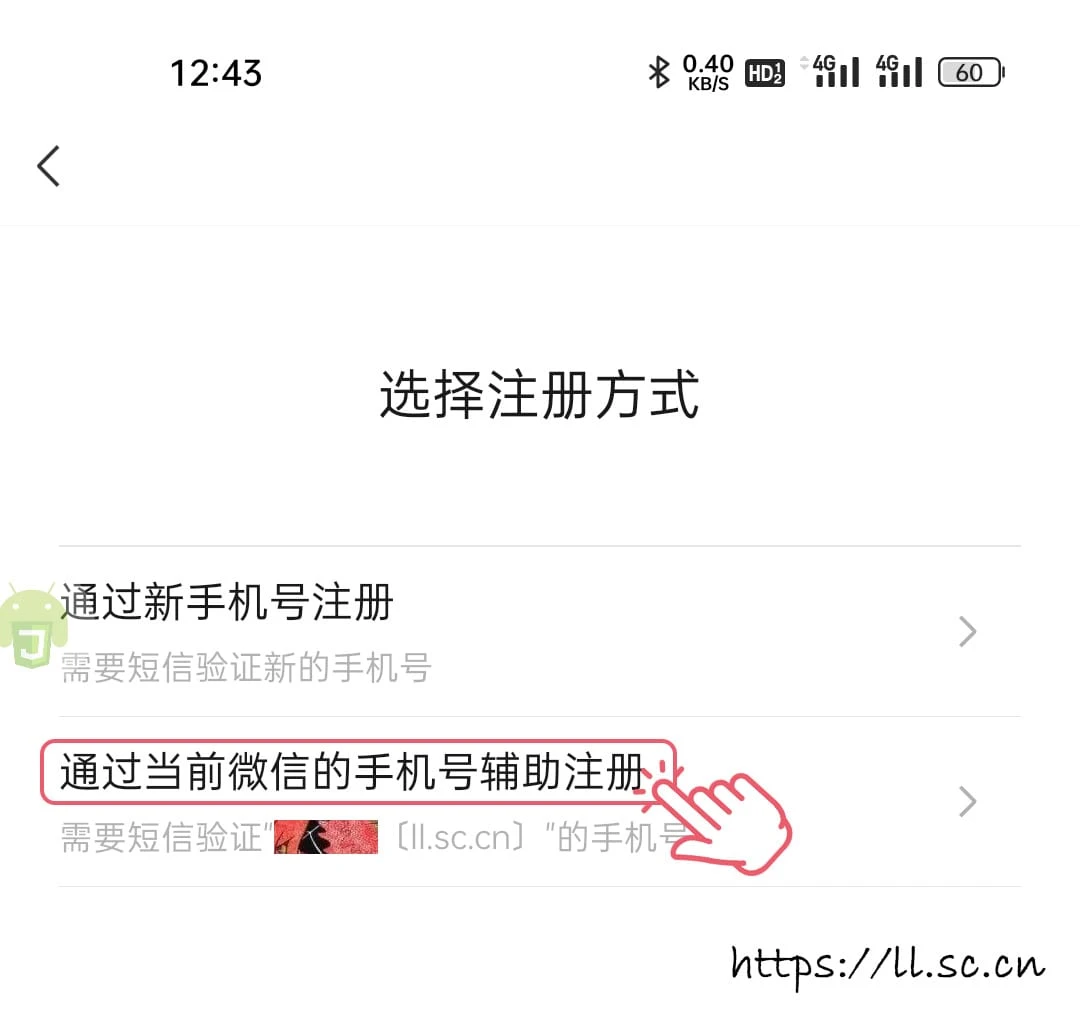 12:43 0.40 KB/S HD 1 2 4G 4G 60
选择注册方式
通过新手机号注册
需要短信验证新的手机号
通过当前微信的手机号辅助注册
需要短信验证"〔ll.sc.cn〕"的手机号
https://ll.sc.cn
J